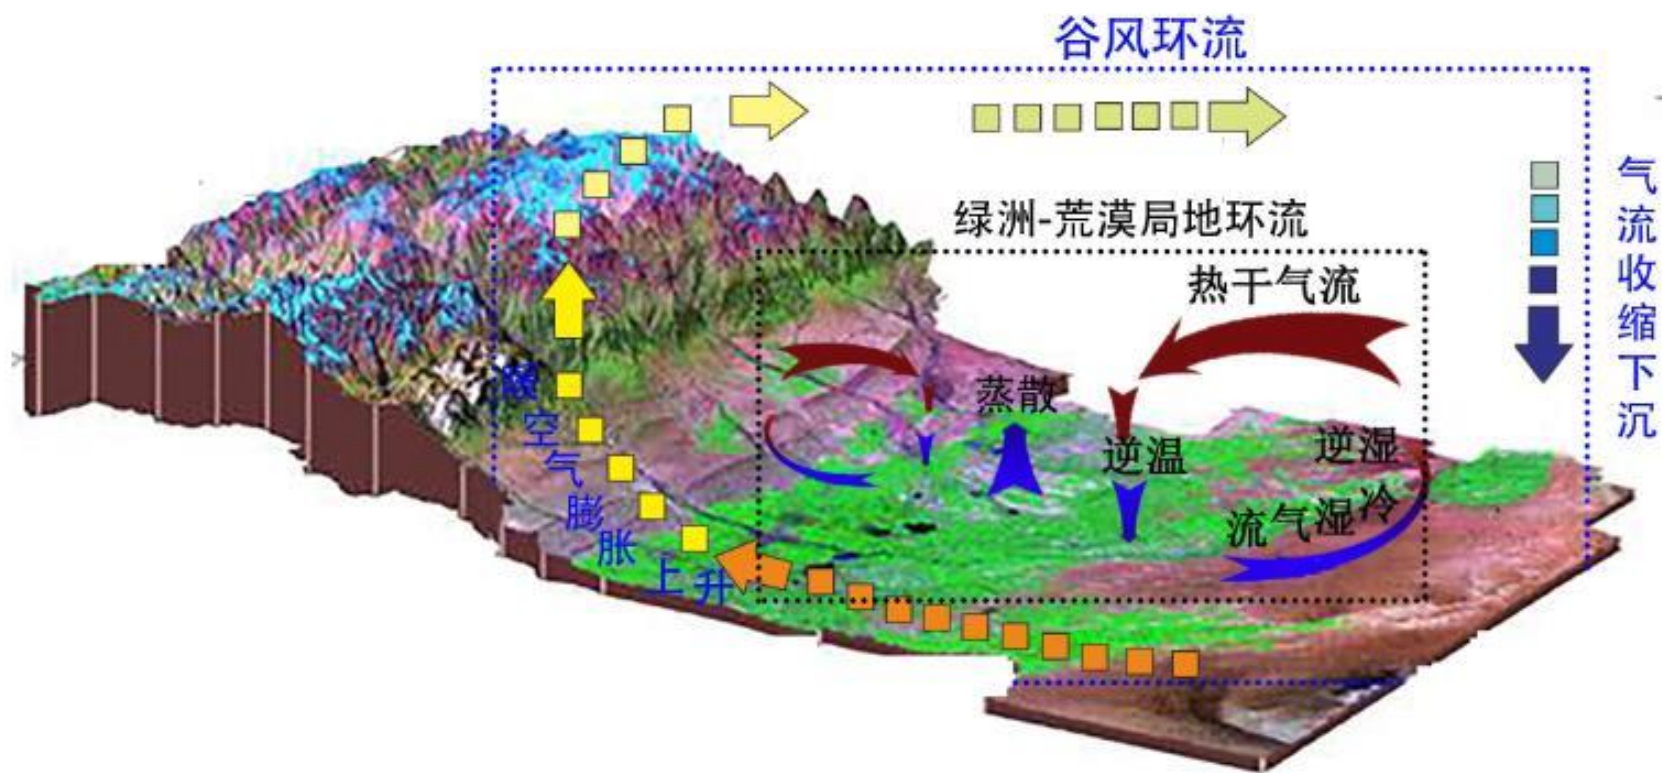 谷风环流
绿洲-荒漠局地环流
热干气流
气流收缩下沉
蒸散
逆温
逆湿
流气湿冷
暖空气膨胀上升